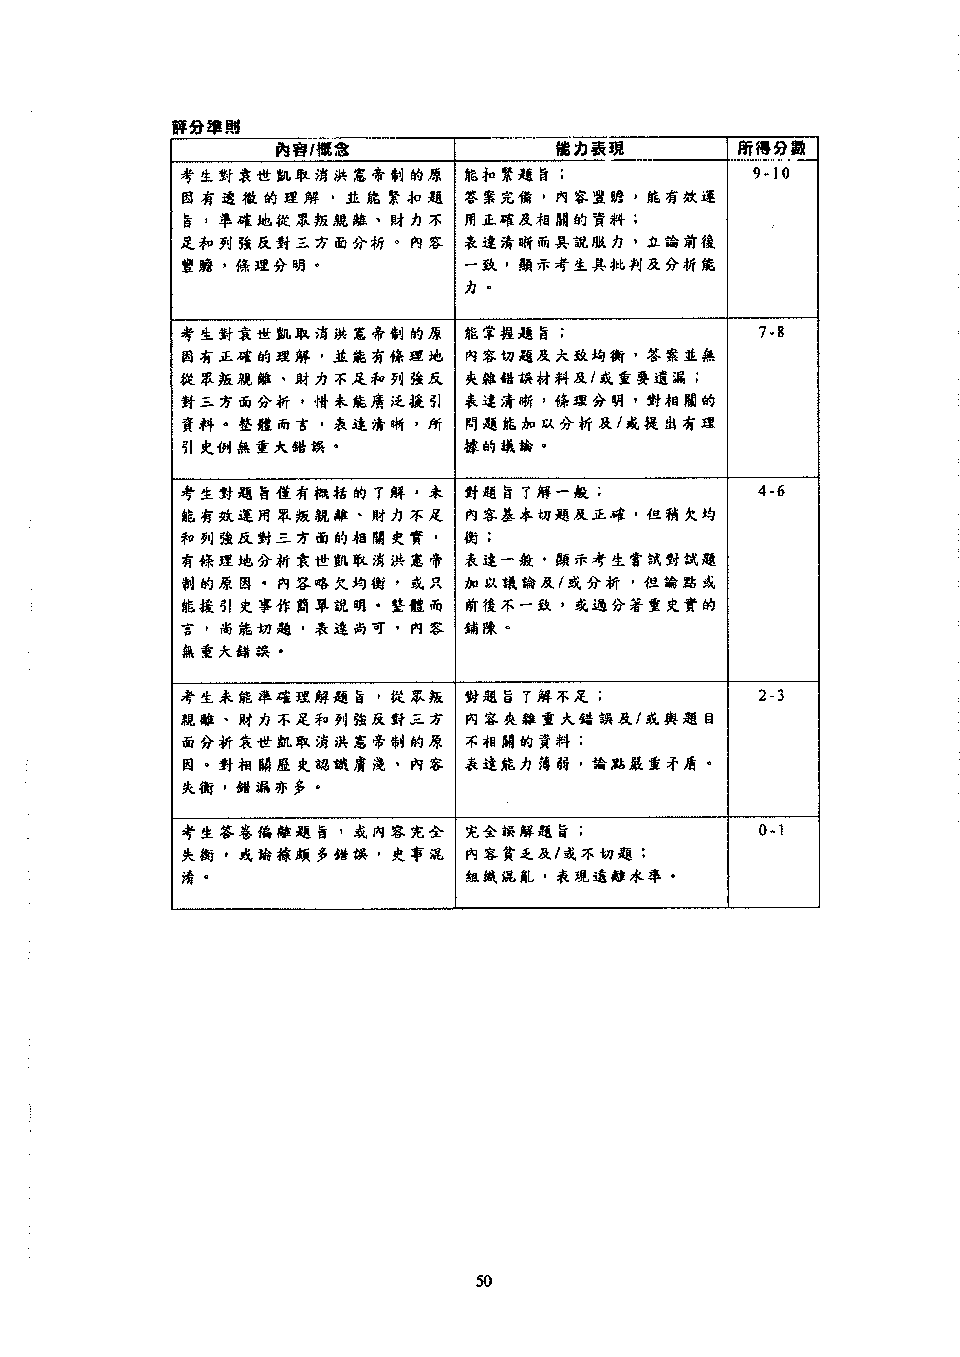 評分準則
內容/概念 能力表現 所得分數
考生對袁世凱取消洪憲帝制的原
因有透徹的理解，並能緊扣題
旨，準確地從眾叛親離、財力不
足和列強反對三方面分析。內容
豐贍，條理分明。
能扣緊題旨；
答案完備，內容豐贍，能有效運
用正確及相關的資料；
表達清晰而具說服力，立論前後
一致，顯示考生具批判及分析能
力。
9-10
考生對袁世凱取消洪憲帝制的原
因有正確的理解，並能有條理地
從眾叛親離、財力不足和列強反
對三方面分析，惜未能廣泛援引
資料。整體而言，表達清晰，所
引史例無重大錯誤。
能掌握題旨；
內容切題及大致均衡，答案並無
夾雜錯誤材料及/或重要遺漏；
表達清晰，條理分明，對相關的
問題能加以分析及/或提出有理
據的議論。
7-8
考生對題旨僅有概括的了解，未
能有效運用眾叛親離、財力不足
和列強反對三方面的相關史實，
有條理地分析袁世凱取消洪憲帝
制的原因。內容略欠均衡，或只
能援引史事作簡單說明。整體而
言，尚能切題，表達尚可，內容
無重大錯誤。
對題旨了解一般；
內容基本切題及正確，但稍欠均
衡；
表達一般，顯示考生嘗試對試題
加以議論及/或分析，但論點或
前後不一致，或過分著重史實的
鋪陳。
4-6
考生未能準確理解題旨，從眾叛
親離、財力不足和列強反對三方
面分析袁世凱取消洪憲帝制的原
因。對相關歷史認識膚淺、內容
失衡，錯漏亦多。
對題旨了解不足；
內容夾雜重大錯誤及/或與題目
不相關的資料；
表達能力薄弱，論點嚴重矛盾。
2-3
考生答卷偏離題旨，或內容完全
失衡，或論據頗多錯誤，史事混
淆。
完全誤解題旨；
內容貧乏及/或不切題；
組織混亂，表現遠離水準。
0-1
50